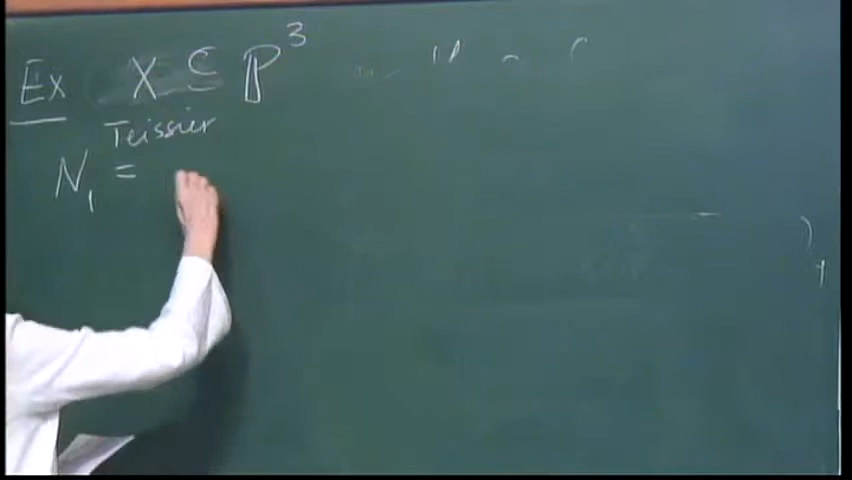 Ex X ⊆ ℙ³
Teissier
N₁ =